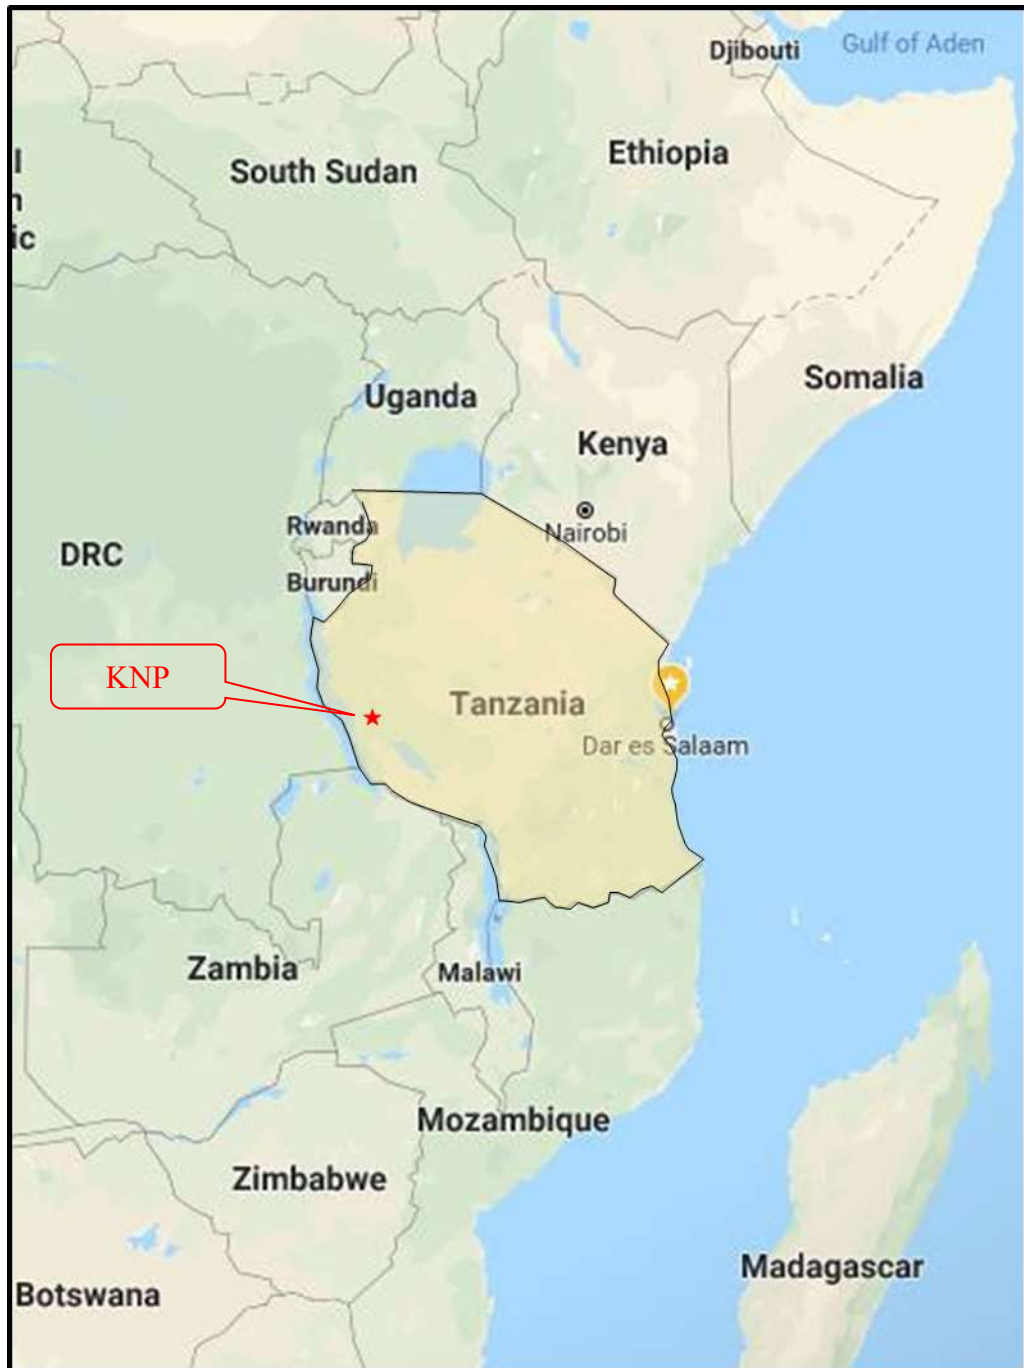 Djibouti
Gulf of Aden
Ethiopia
South Sudan
l
n
ic
Somalia
Uganda
Kenya
Nairobi
Rwanda
DRC
Burundi
KNP
Tanzania
Dar es Salaam
Zambia
Malawi
Mozambique
Zimbabwe
Madagascar
Botswana